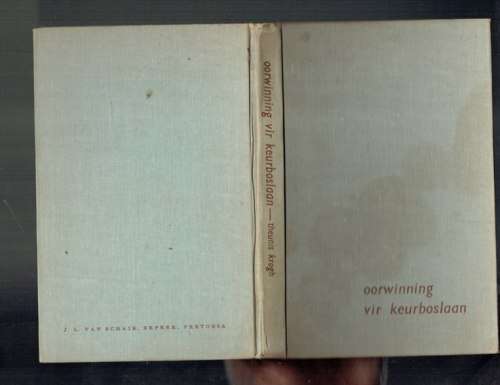 J. L. VAN SCHAIK, BEPERK, PRETORIA
oorwinning vir keurboslaan — theunis krogh
oorwinning
vir keurboslaan